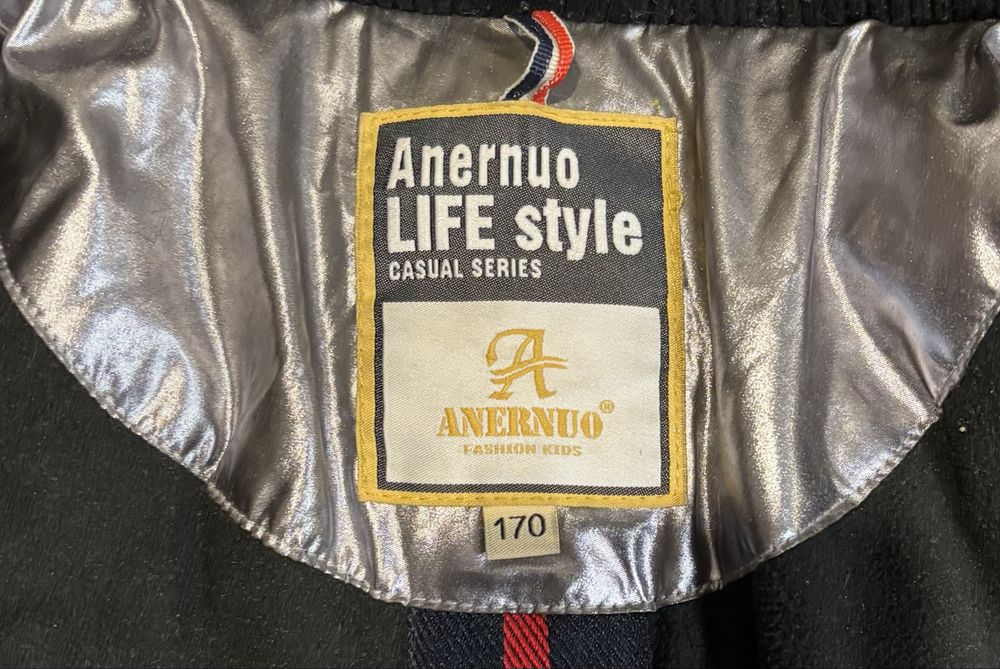 Anernuo
LIFE style
CASUAL SERIES
A
ANERNUO®
FASHION KIDS
170